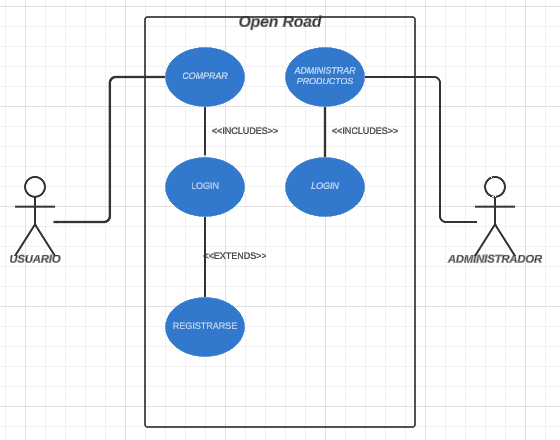 Open Road
COMPRAR
ADMINISTRAR
PRODUCTOS
<<INCLUDES>>
<<INCLUDES>>
LOGIN
LOGIN
USUARIO
<<EXTENDS>>
ADMINISTRADOR
REGISTRARSE